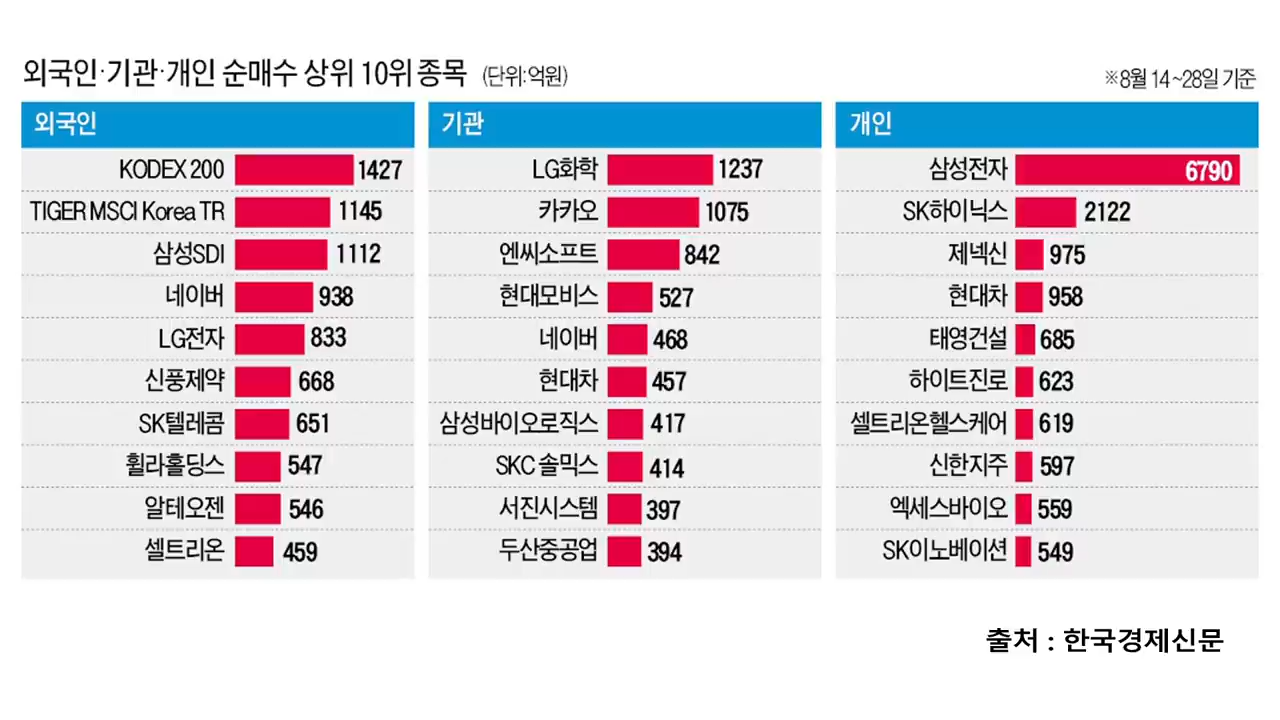 외국인·기관·개인 순매수 상위 10위 종목 (단위:억원)
※8월 14~28일 기준
외국인
KODEX 200 1427
TIGER MSCI Korea TR 1145
삼성SDI 1112
네이버 938
LG전자 833
신풍제약 668
SK텔레콤 651
휠라홀딩스 547
알테오젠 546
셀트리온 459
기관
LG화학 1237
카카오 1075
엔씨소프트 842
현대모비스 527
네이버 468
현대차 457
삼성바이오로직스 417
SKC 솔믹스 414
서진시스템 397
두산중공업 394
개인
삼성전자 6790
SK하이닉스 2122
제넥신 975
현대차 958
태영건설 685
하이트진로 623
셀트리온헬스케어 619
신한지주 597
엑세스바이오 559
SK이노베이션 549
출처 : 한국경제신문